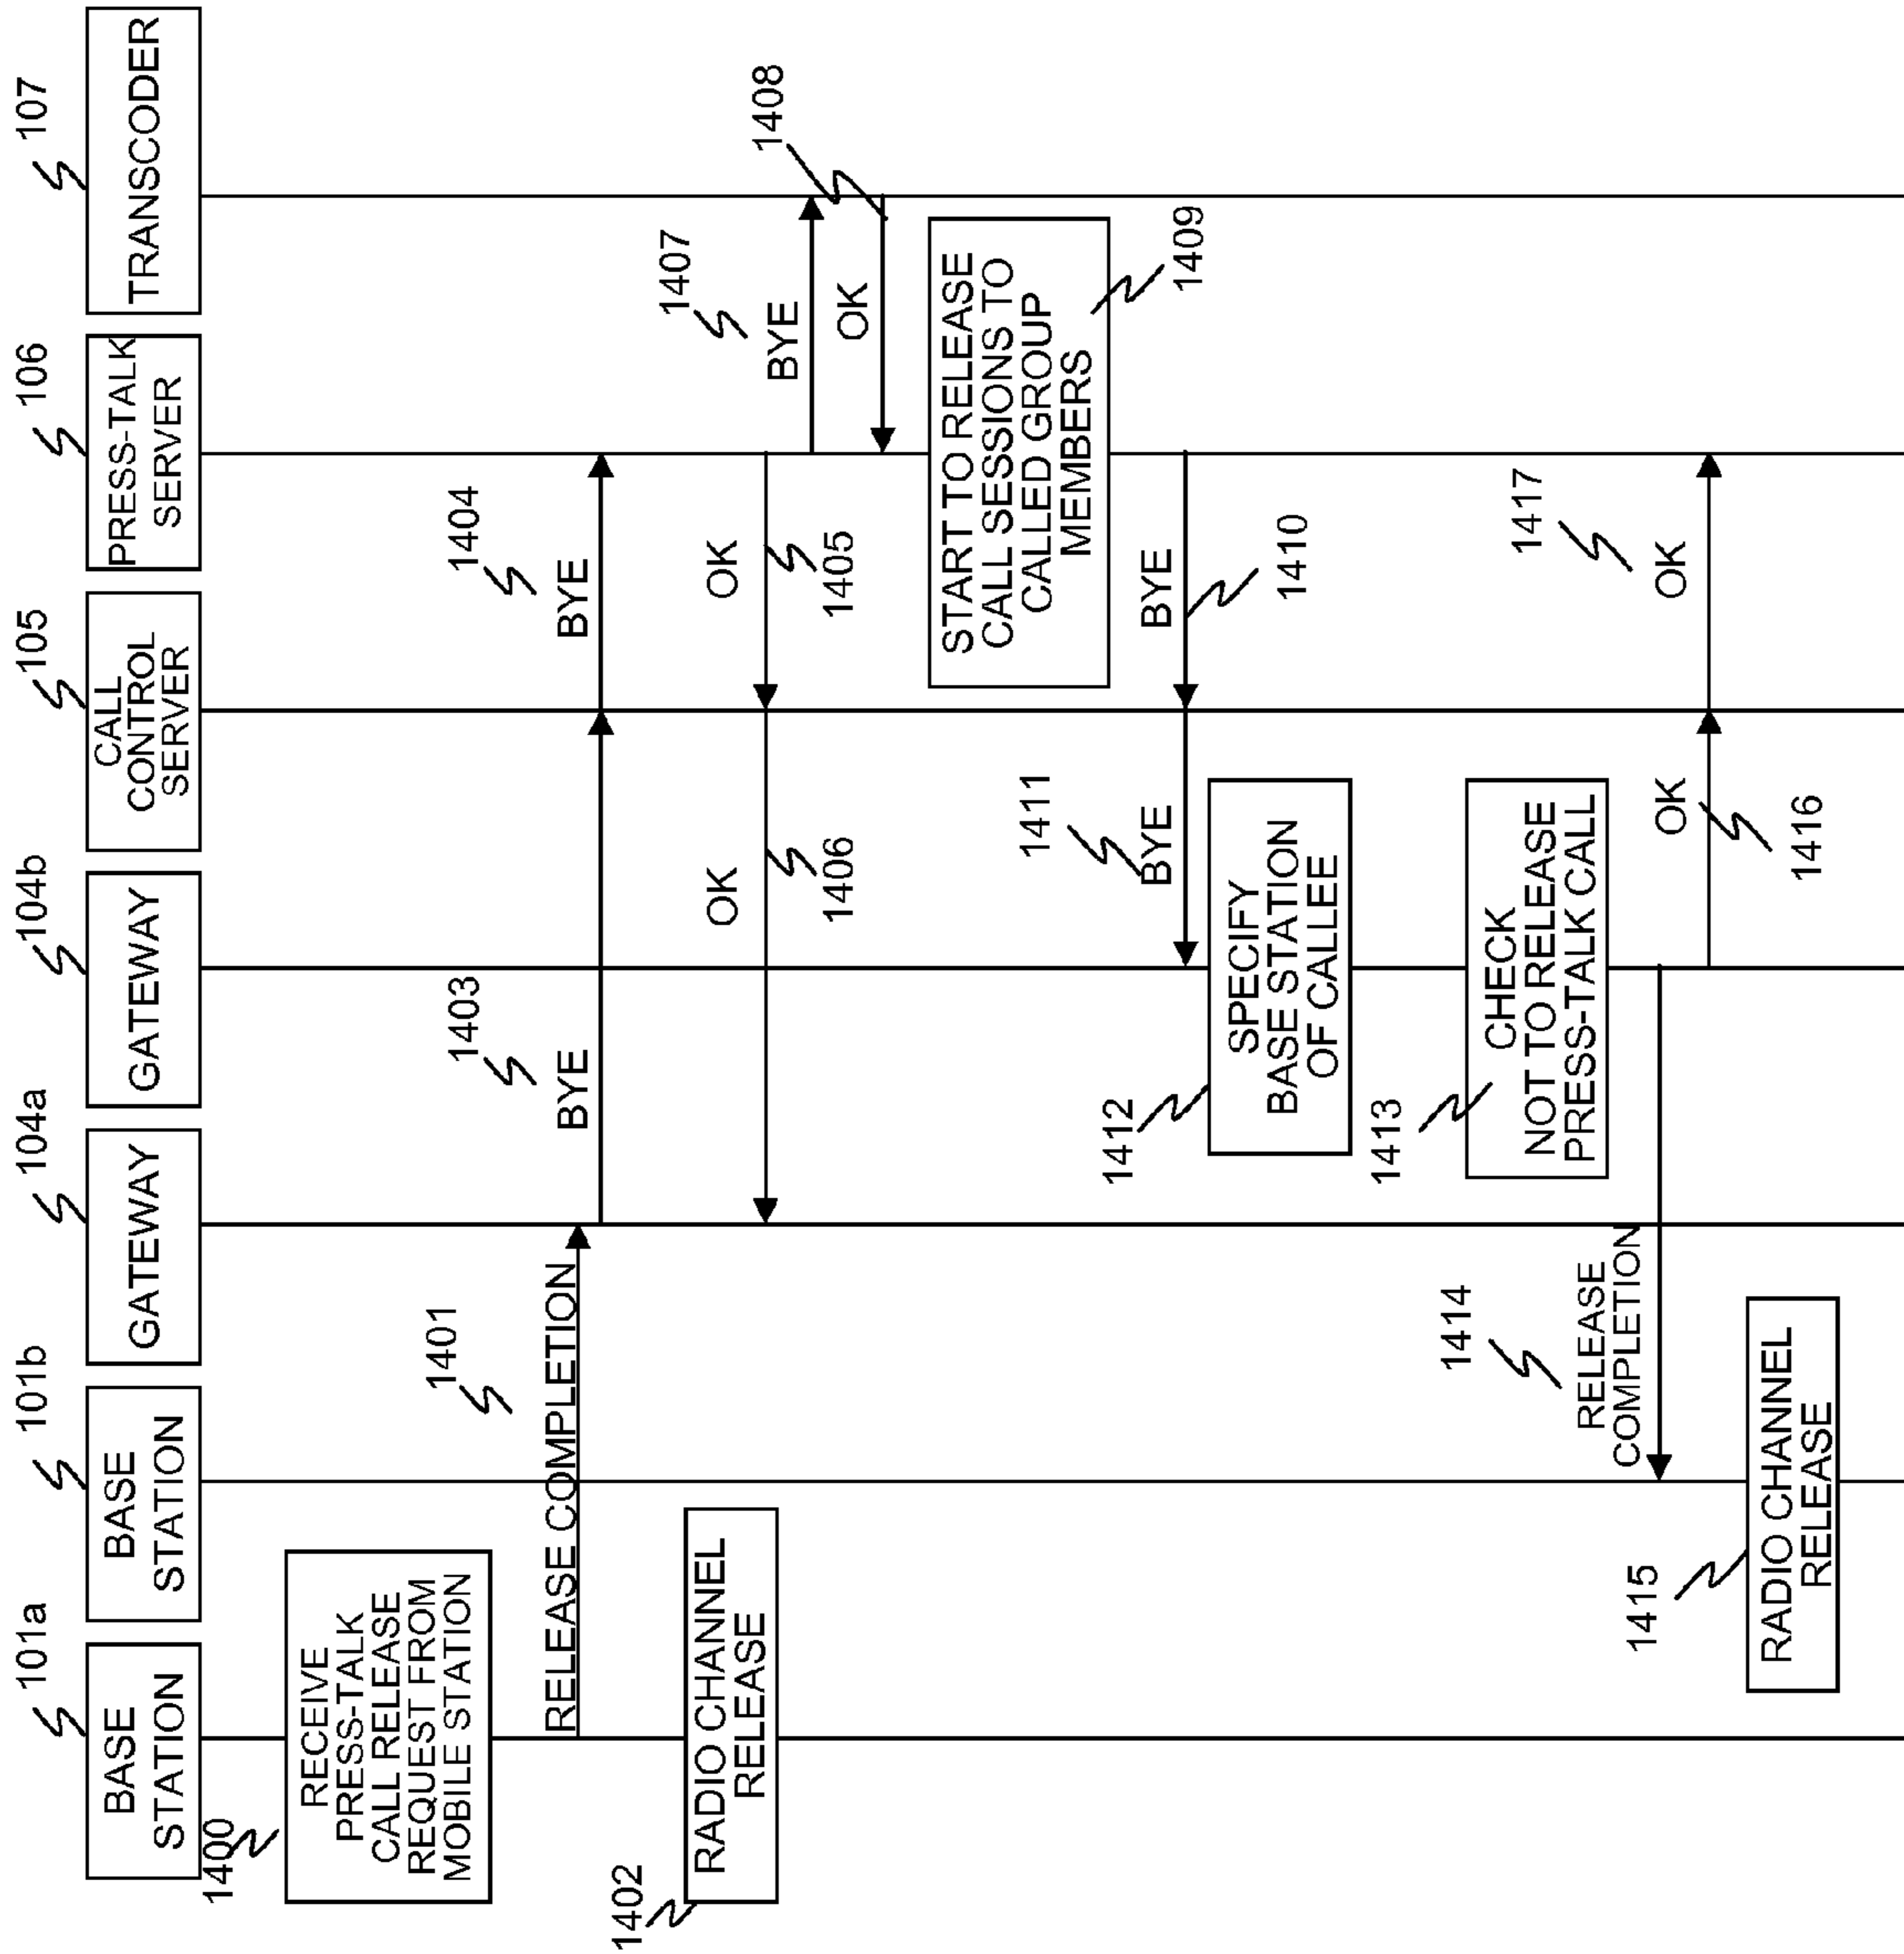 101a
BASE
STATION
101b
BASE
STATION
104a
GATEWAY
104b
GATEWAY
105
CALL
CONTROL
SERVER
106
PRESS-TALK
SERVER
107
TRANSCODER
1400
RECEIVE
PRESS-TALK
CALL RELEASE
REQUEST FROM
MOBILE STATION
1401
RELEASE COMPLETION
1402
RADIO CHANNEL
RELEASE
1403
BYE
1404
BYE
OK
1405
OK
1406
1407
BYE
1408
OK
START TO RELEASE
CALL SESSIONS TO
CALLED GROUP
MEMBERS
1409
BYE
1410
1411
BYE
1412
SPECIFY
BASE STATION
OF CALLEE
1413
CHECK
NOT TO RELEASE
PRESS-TALK CALL
1414
RELEASE
COMPLETION
1415
RADIO CHANNEL
RELEASE
OK
1416
1417
OK